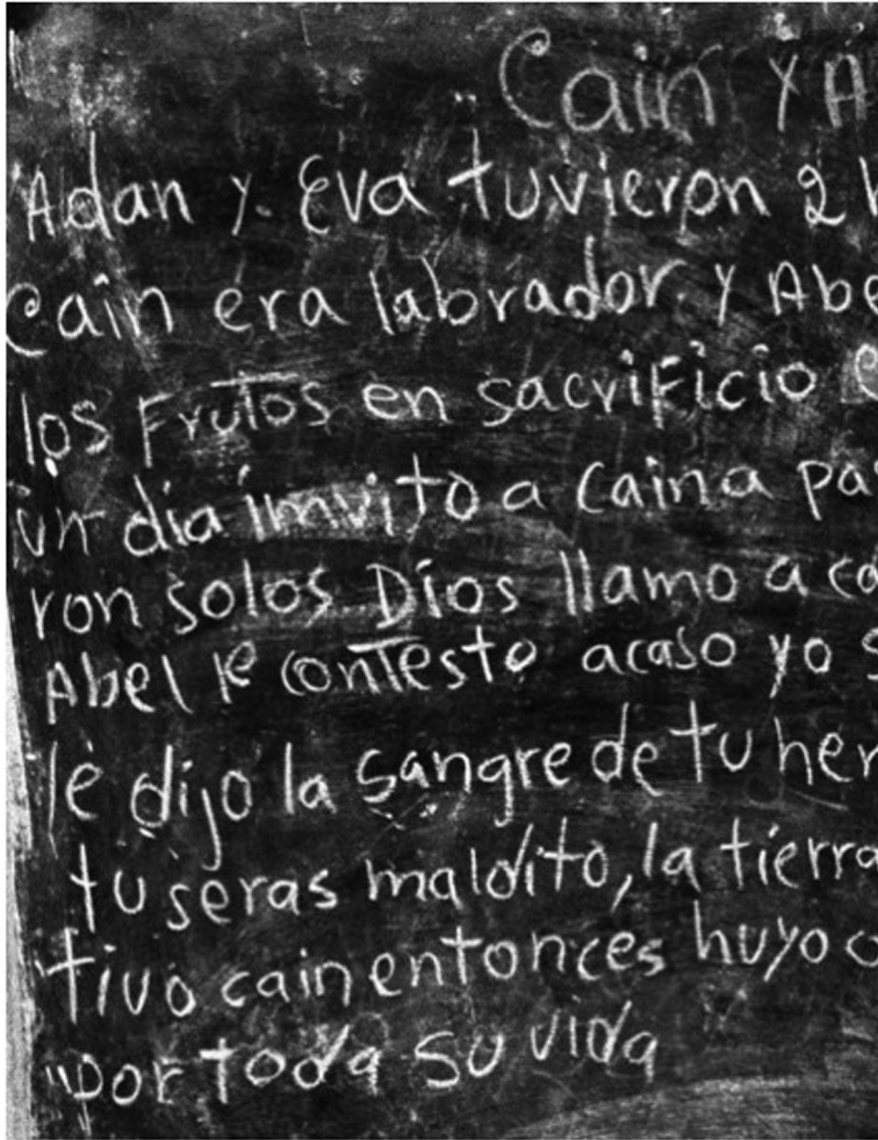 Cain Y A
Adan y. Eva tuvieron 2 h
Cain era labrador y Abe
los Frutos en sacrificio e
un dia imvito a Caina pa
ron solos Dios llamo a ca
Abel le contesto acaso yo s
le dijo la sangre de tu her
tu seras maldito, la tierra
tivo cain entonces huyo
por toda su vida